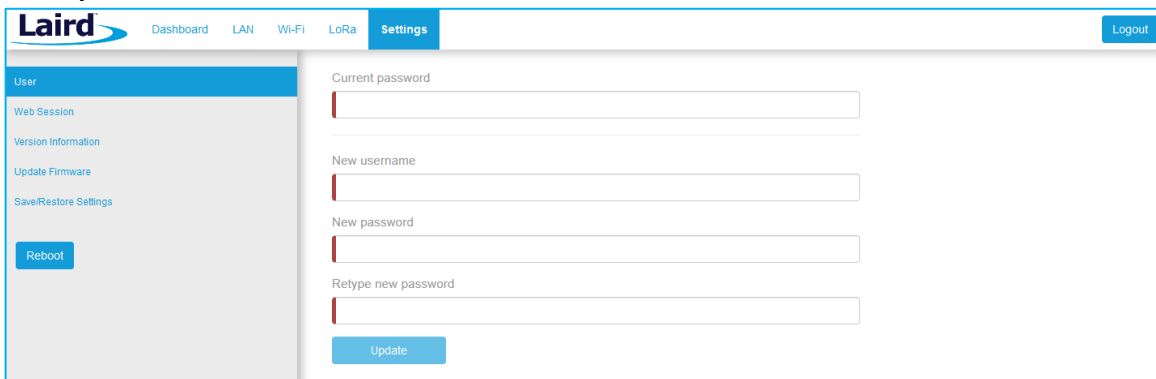 Laird Dashboard LAN Wi-Fi LoRa Settings Logout
User
Web Session
Version Information
Update Firmware
Save/Restore Settings
Reboot
Current password
New username
New password
Retype new password
Update